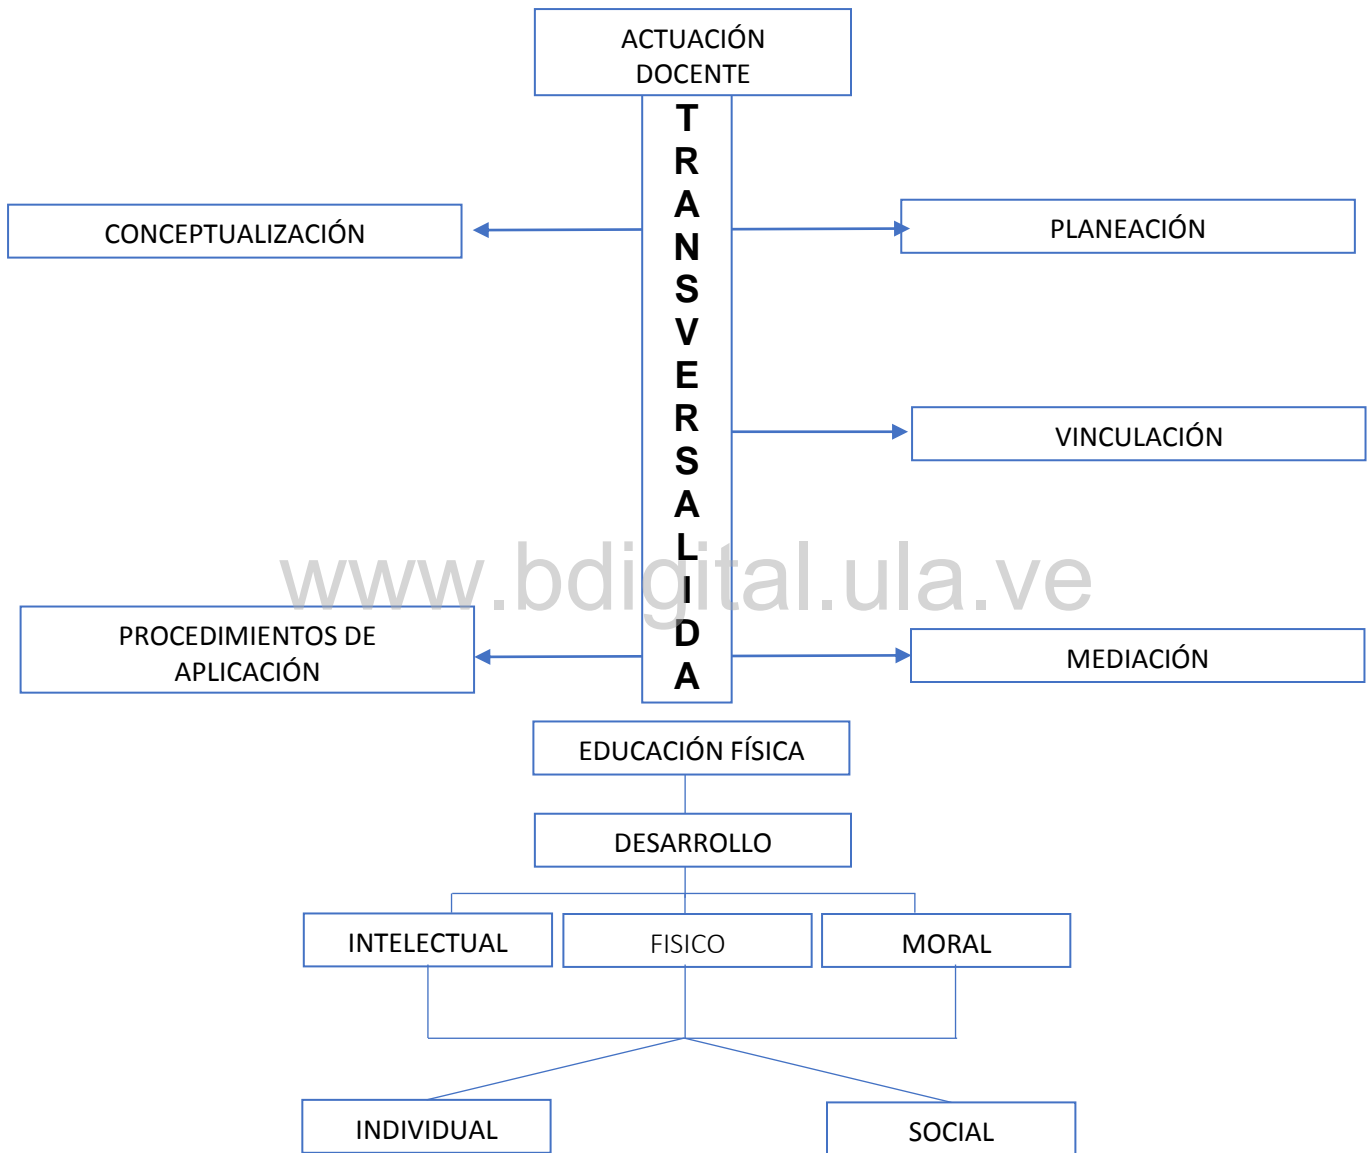 ACTUACIÓN
DOCENTE
TRANSVERSALIDA
CONCEPTUALIZACIÓN
PLANEACIÓN
VINCULACIÓN
www.bdigital.ula.ve
PROCEDIMIENTOS DE
APLICACIÓN
MEDIACIÓN
EDUCACIÓN FÍSICA
DESARROLLO
INTELECTUAL
FISICO
MORAL
INDIVIDUAL
SOCIAL